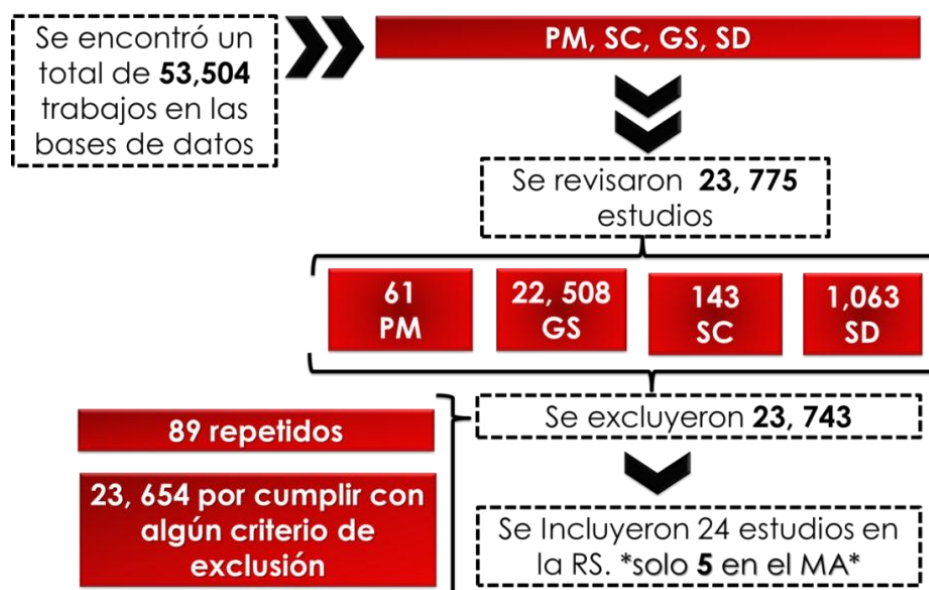 Se encontró un
total de 53,504
trabajos en las
bases de datos
PM, SC, GS, SD
Se revisaron 23, 775
estudios
61
PM
22, 508
GS
143
SC
1,063
SD
Se excluyeron 23, 743
89 repetidos
23, 654 por cumplir con
algún criterio de
exclusión
Se Incluyeron 24 estudios en
la RS. *solo 5 en el MA*